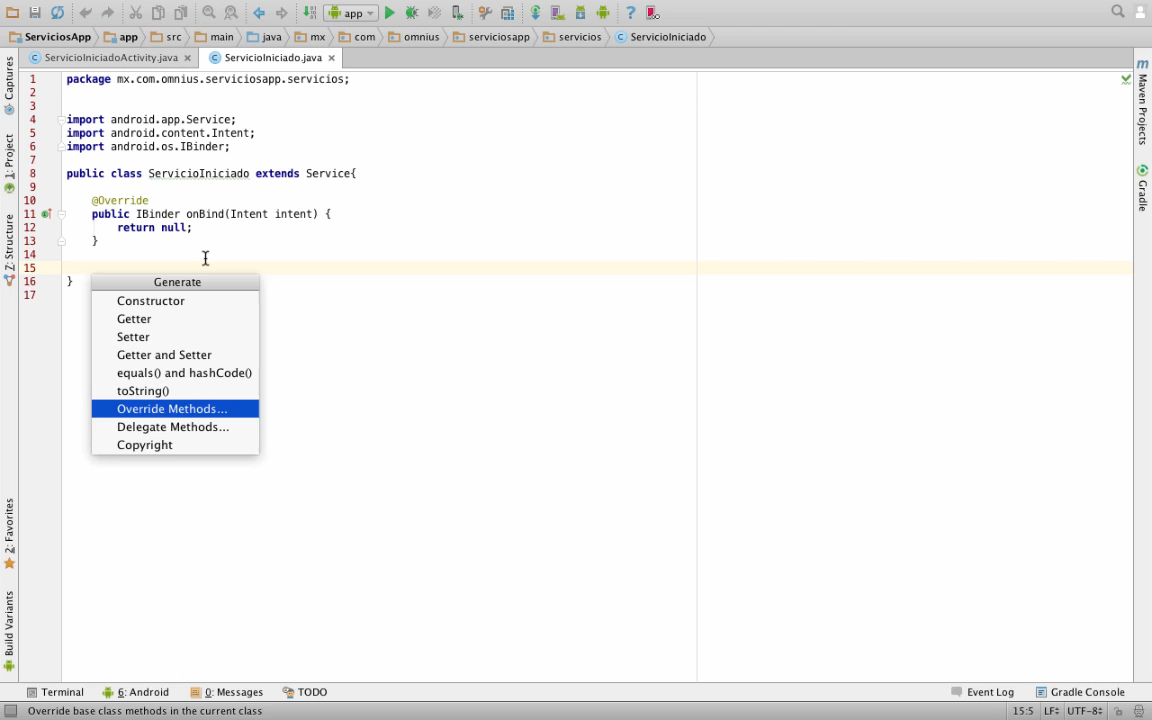 app
ServiciosApp app src main java mx com omnius serviciosapp servicios ServicioIniciado
ServicioIniciadoActivity.java ServicioIniciado.java
Captures
1: Project
Z: Structure
2: Favorites
Build Variants
1 package mx.com.omnius.serviciosapp.servicios;
2
3
4 import android.app.Service;
5 import android.content.Intent;
6 import android.os.IBinder;
7
8 public class ServicioIniciado extends Service{
9
10 @Override
11 public IBinder onBind(Intent intent) {
12 return null;
13 }
14
15
16 }
17
Generate
Constructor
Getter
Setter
Getter and Setter
equals() and hashCode()
toString()
Override Methods...
Delegate Methods...
Copyright
Maven Projects
Gradle
Terminal 6: Android 0: Messages TODO Event Log Gradle Console
Override base class methods in the current class 15:5 LF÷ UTF-8÷